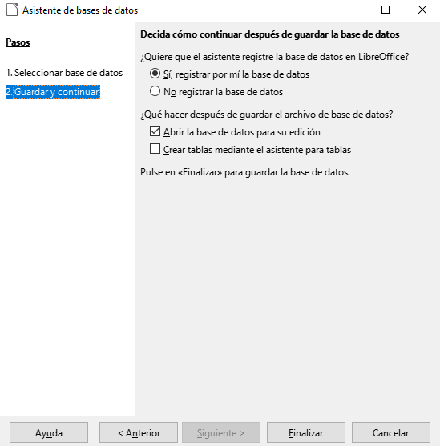 Asistente de bases de datos
Pasos
1. Seleccionar base de datos
2. Guardar y continuar
Decida cómo continuar después de guardar la base de datos
¿Quiere que el asistente registre la base de datos en LibreOffice?
Sí, registrar por mí la base de datos
No registrar la base de datos
¿Qué hacer después de guardar el archivo de base de datos?
Abrir la base de datos para su edición
Crear tablas mediante el asistente para tablas
Pulse en «Finalizar» para guardar la base de datos.
Ayuda
< Anterior
Siguiente >
Finalizar
Cancelar